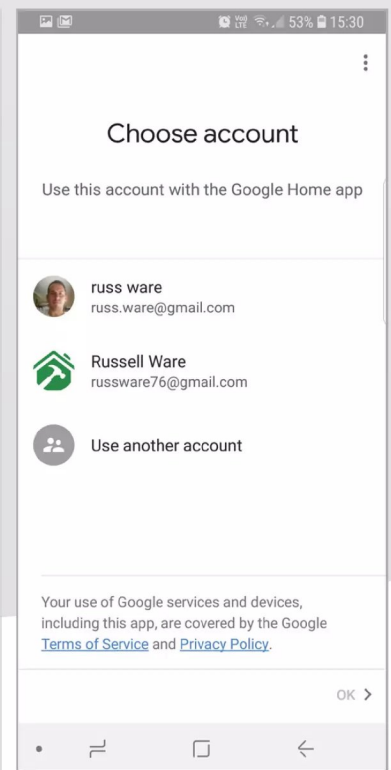 53% 15:30
Choose account
Use this account with the Google Home app
russ ware
russ.ware@gmail.com
Russell Ware
russware76@gmail.com
Use another account
Your use of Google services and devices,
including this app, are covered by the Google
Terms of Service and Privacy Policy.
OK